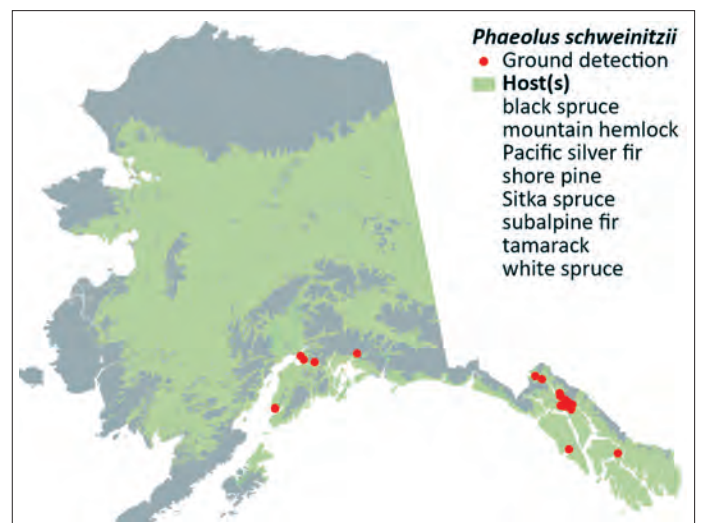 Phaeolus schweinitzii
Ground detection
Host(s)
black spruce
mountain hemlock
Pacific silver fir
shore pine
Sitka spruce
subalpine fir
tamarack
white spruce